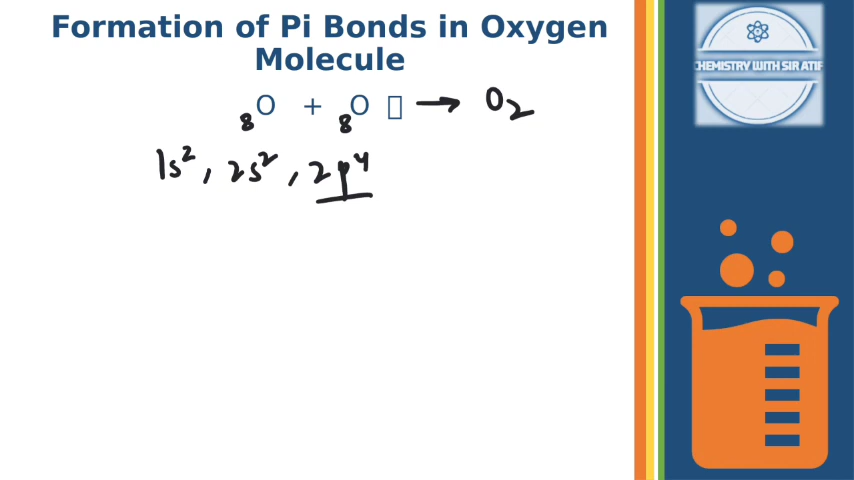 Formation of Pi Bonds in Oxygen
Molecule
₈O + ₈O → O₂
1s², 2s², 2p⁴
CHEMISTRY WITH SIR ATIF